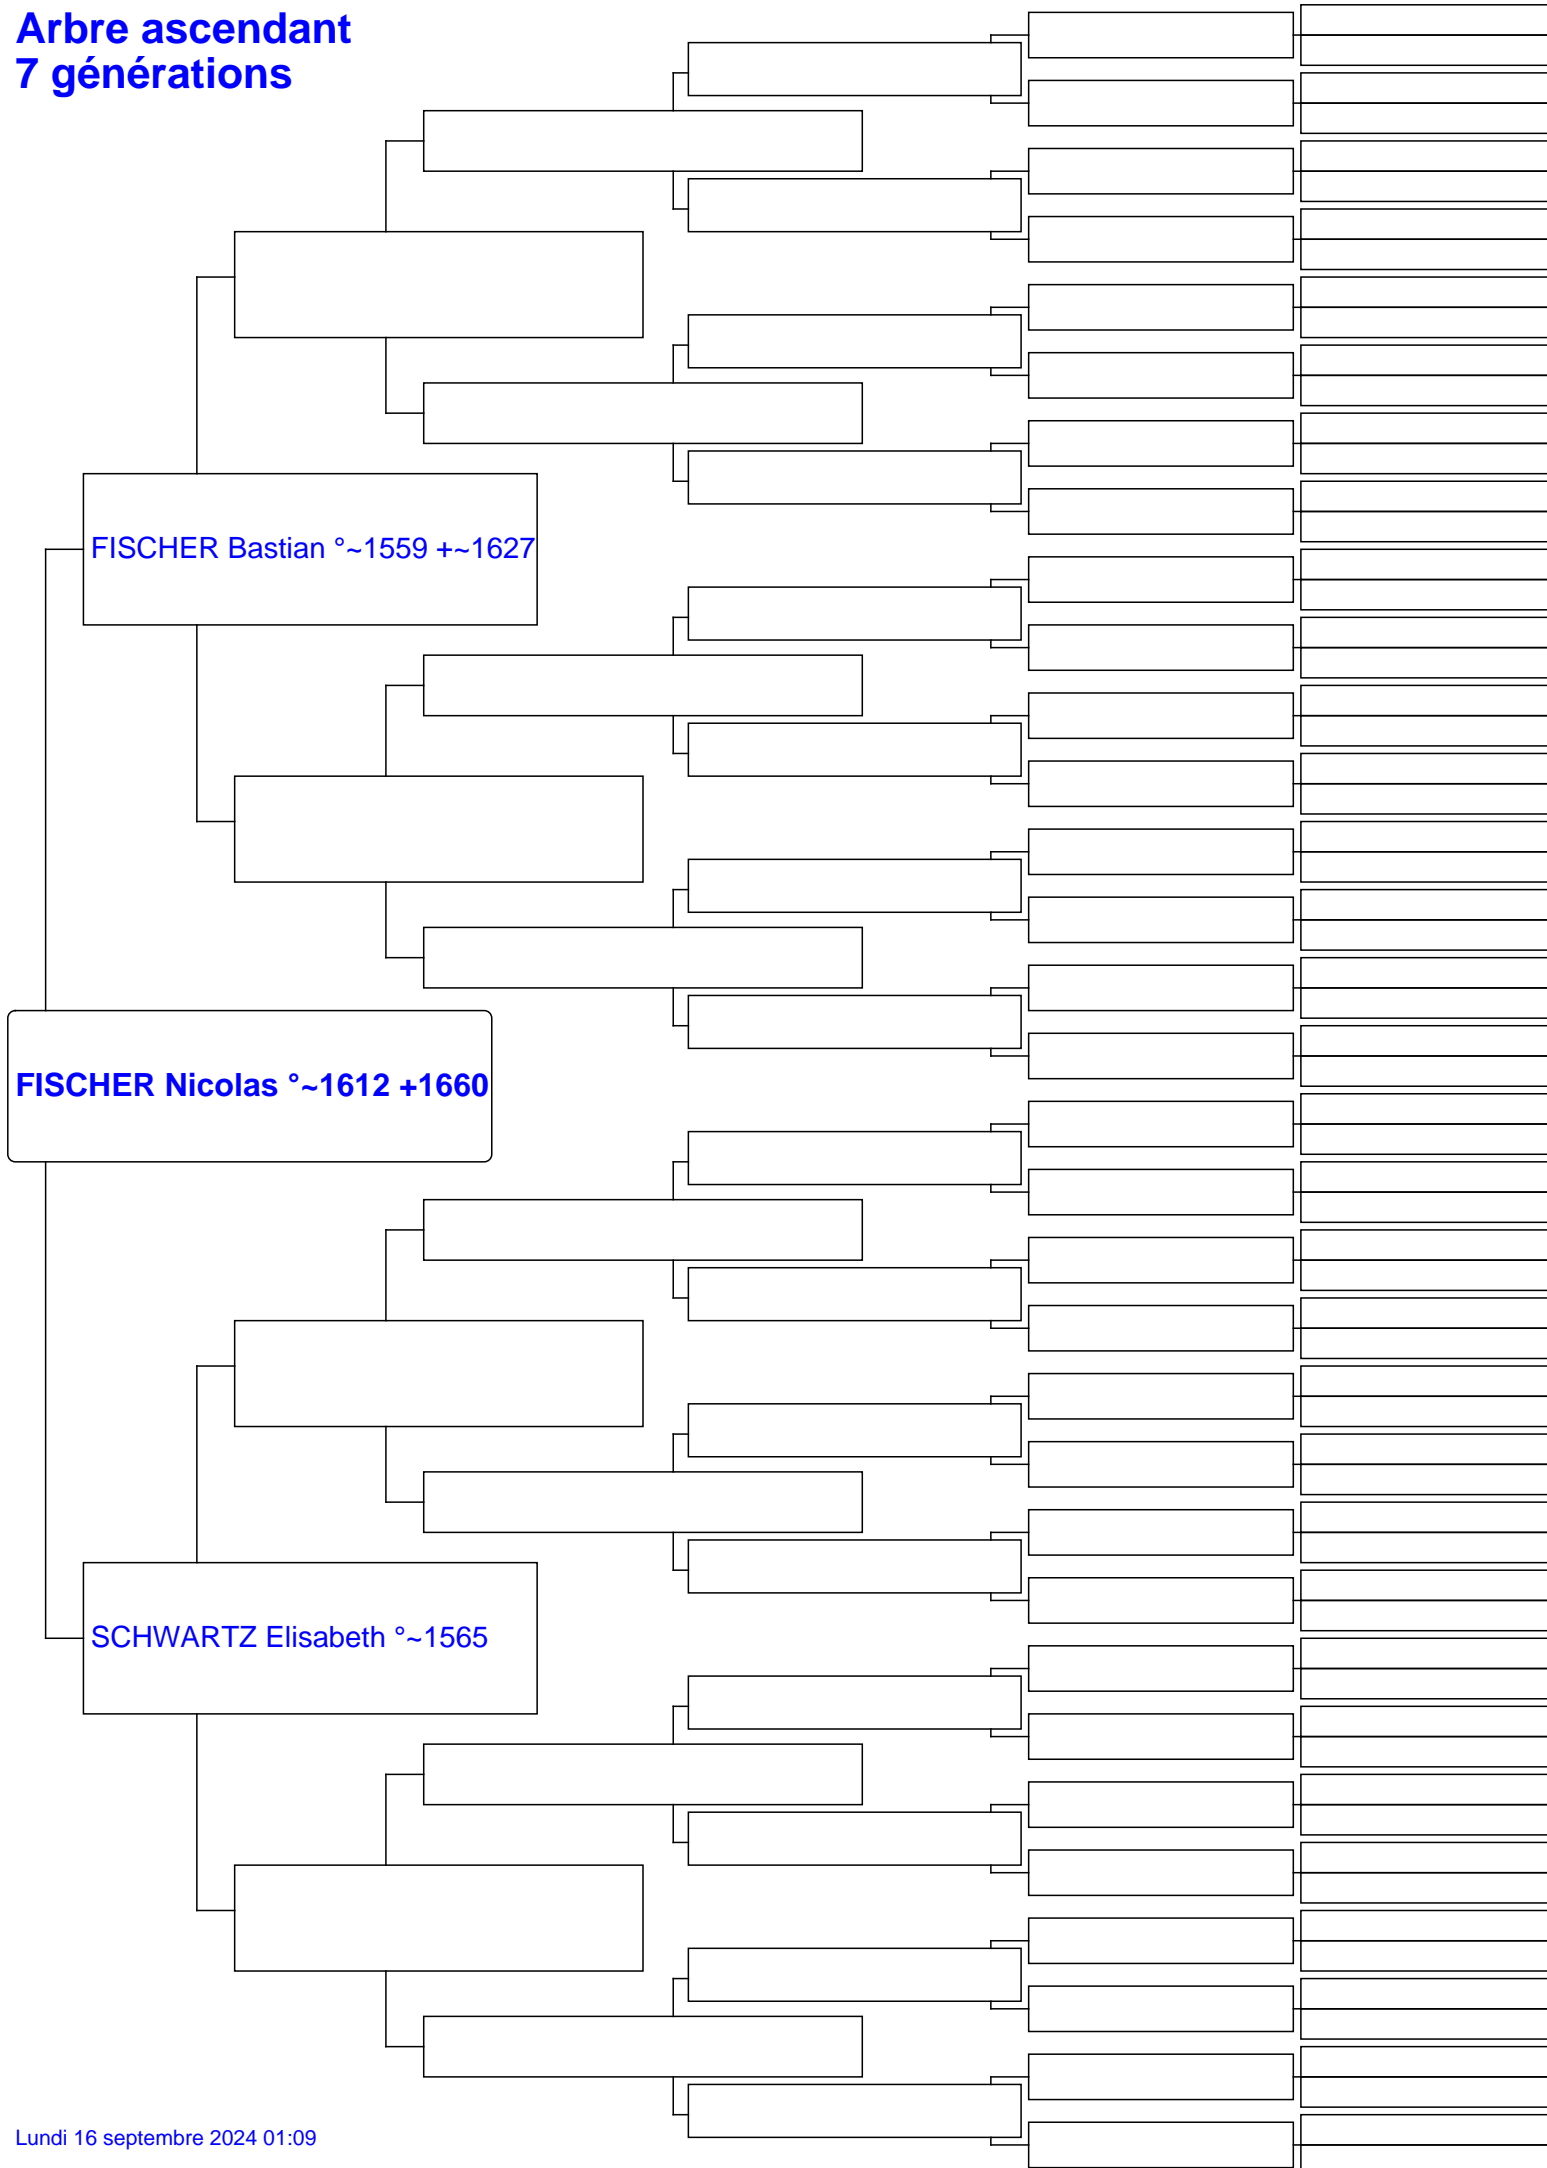 Arbre ascendant
7 générations
FISCHER Bastian °~1559 +~1627
FISCHER Nicolas °~1612 +1660
SCHWARTZ Elisabeth °~1565
Lundi 16 septembre 2024 01:09